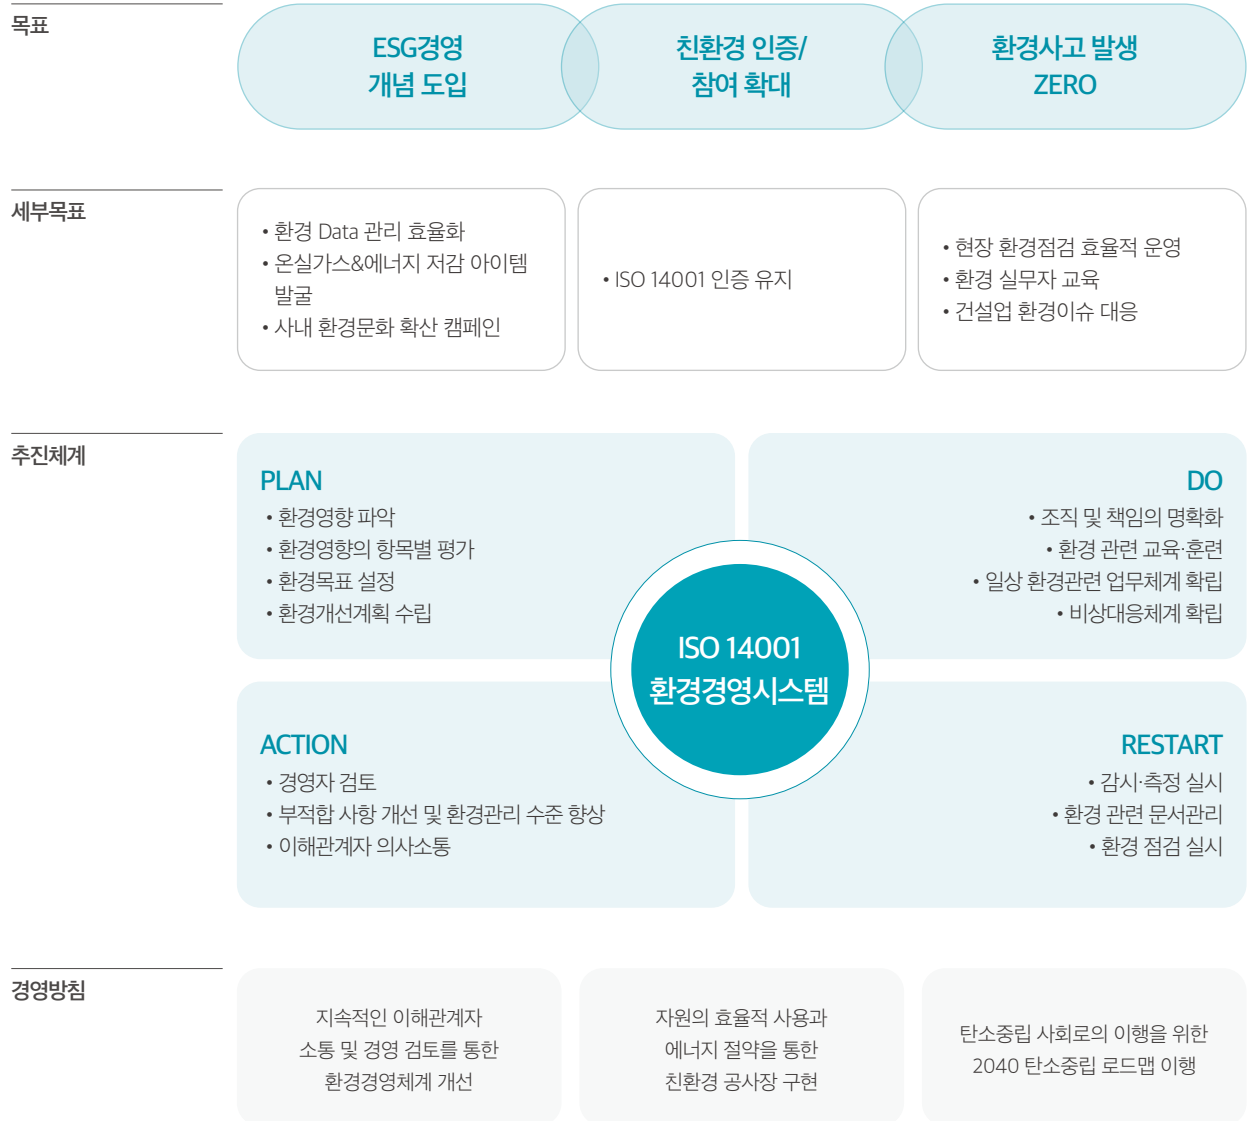 목표
ESG경영
개념 도입
친환경 인증/
참여 확대
환경사고 발생
ZERO
세부목표
• 환경 Data 관리 효율화
• 온실가스&에너지 저감 아이템
발굴
• 사내 환경문화 확산 캠페인
• ISO 14001 인증 유지
• 현장 환경점검 효율적 운영
• 환경 실무자 교육
• 건설업 환경이슈 대응
추진체계
PLAN
• 환경영향 파악
• 환경영향의 항목별 평가
• 환경목표 설정
• 환경개선계획 수립
DO
• 조직 및 책임의 명확화
• 환경 관련 교육·훈련
• 일상 환경관련 업무체계 확립
• 비상대응체계 확립
ISO 14001
환경경영시스템
ACTION
• 경영자 검토
• 부적합 사항 개선 및 환경관리 수준 향상
• 이해관계자 의사소통
RESTART
• 감시·측정 실시
• 환경 관련 문서관리
• 환경 점검 실시
경영방침
지속적인 이해관계자
소통 및 경영 검토를 통한
환경경영체계 개선
자원의 효율적 사용과
에너지 절약을 통한
친환경 공사장 구현
탄소중립 사회로의 이행을 위한
2040 탄소중립 로드맵 이행